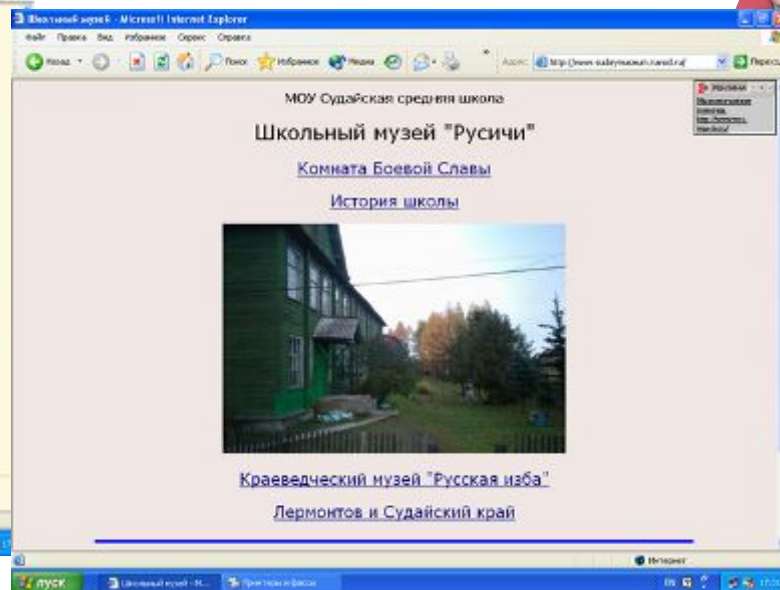 Школьный музей - Microsoft Internet Explorer
Файл Правка Вид Избранное Сервис Справка
Назад Поиск Избранное Медиа
Адрес:
МОУ Судайская средняя школа
Школьный музей "Русичи"
Комната Боевой Славы
История школы
Краеведческий музей "Русская изба"
Лермонтов и Судайский край
Интернет
пуск Школьный музей - M... Принтеры и факсы EN